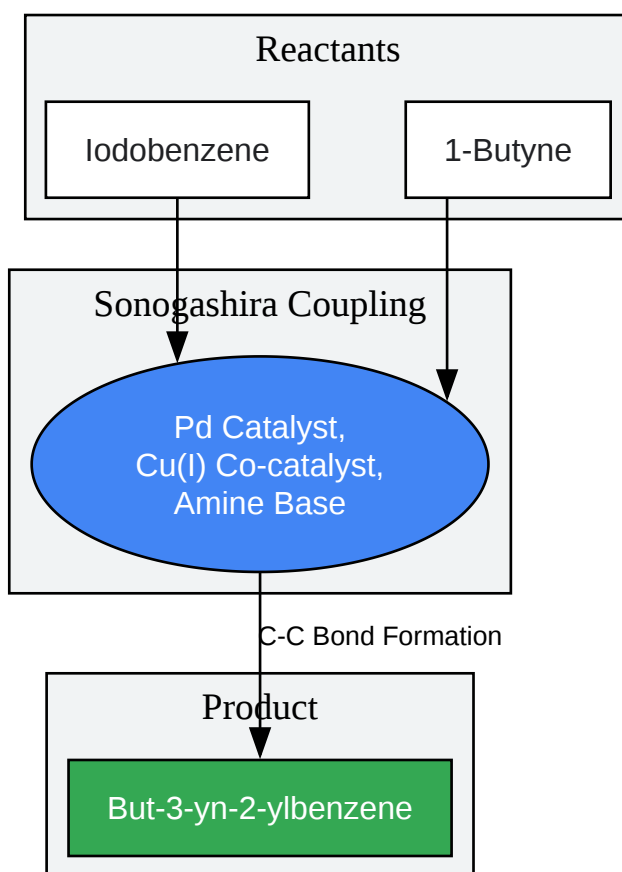 Reactants
Iodobenzene
1-Butyne
Sonogashira Coupling
Pd Catalyst,
Cu(I) Co-catalyst,
Amine Base
C-C Bond Formation
Product
But-3-yn-2-ylbenzene